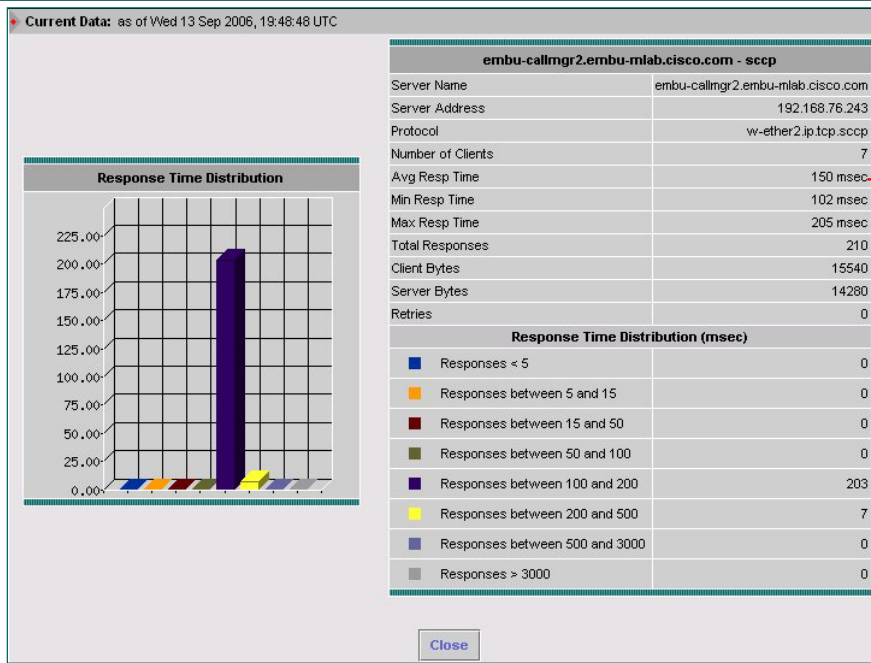 Current Data: as of Wed 13 Sep 2006, 19:48:48 UTC
Response Time Distribution
225.00
200.00
175.00
150.00
125.00
100.00
75.00
50.00
25.00
0.00
embu-callmgr2.embu-mlab.cisco.com - sccp
Server Name embu-callmgr2.embu-mlab.cisco.com
Server Address 192.168.76.243
Protocol w-ether2.ip.tcp.sccp
Number of Clients 7
Avg Resp Time 150 msec
Min Resp Time 102 msec
Max Resp Time 205 msec
Total Responses 210
Client Bytes 15540
Server Bytes 14280
Retries 0
Response Time Distribution (msec)
Responses < 5 0
Responses between 5 and 15 0
Responses between 15 and 50 0
Responses between 50 and 100 0
Responses between 100 and 200 203
Responses between 200 and 500 7
Responses between 500 and 3000 0
Responses > 3000 0
Close